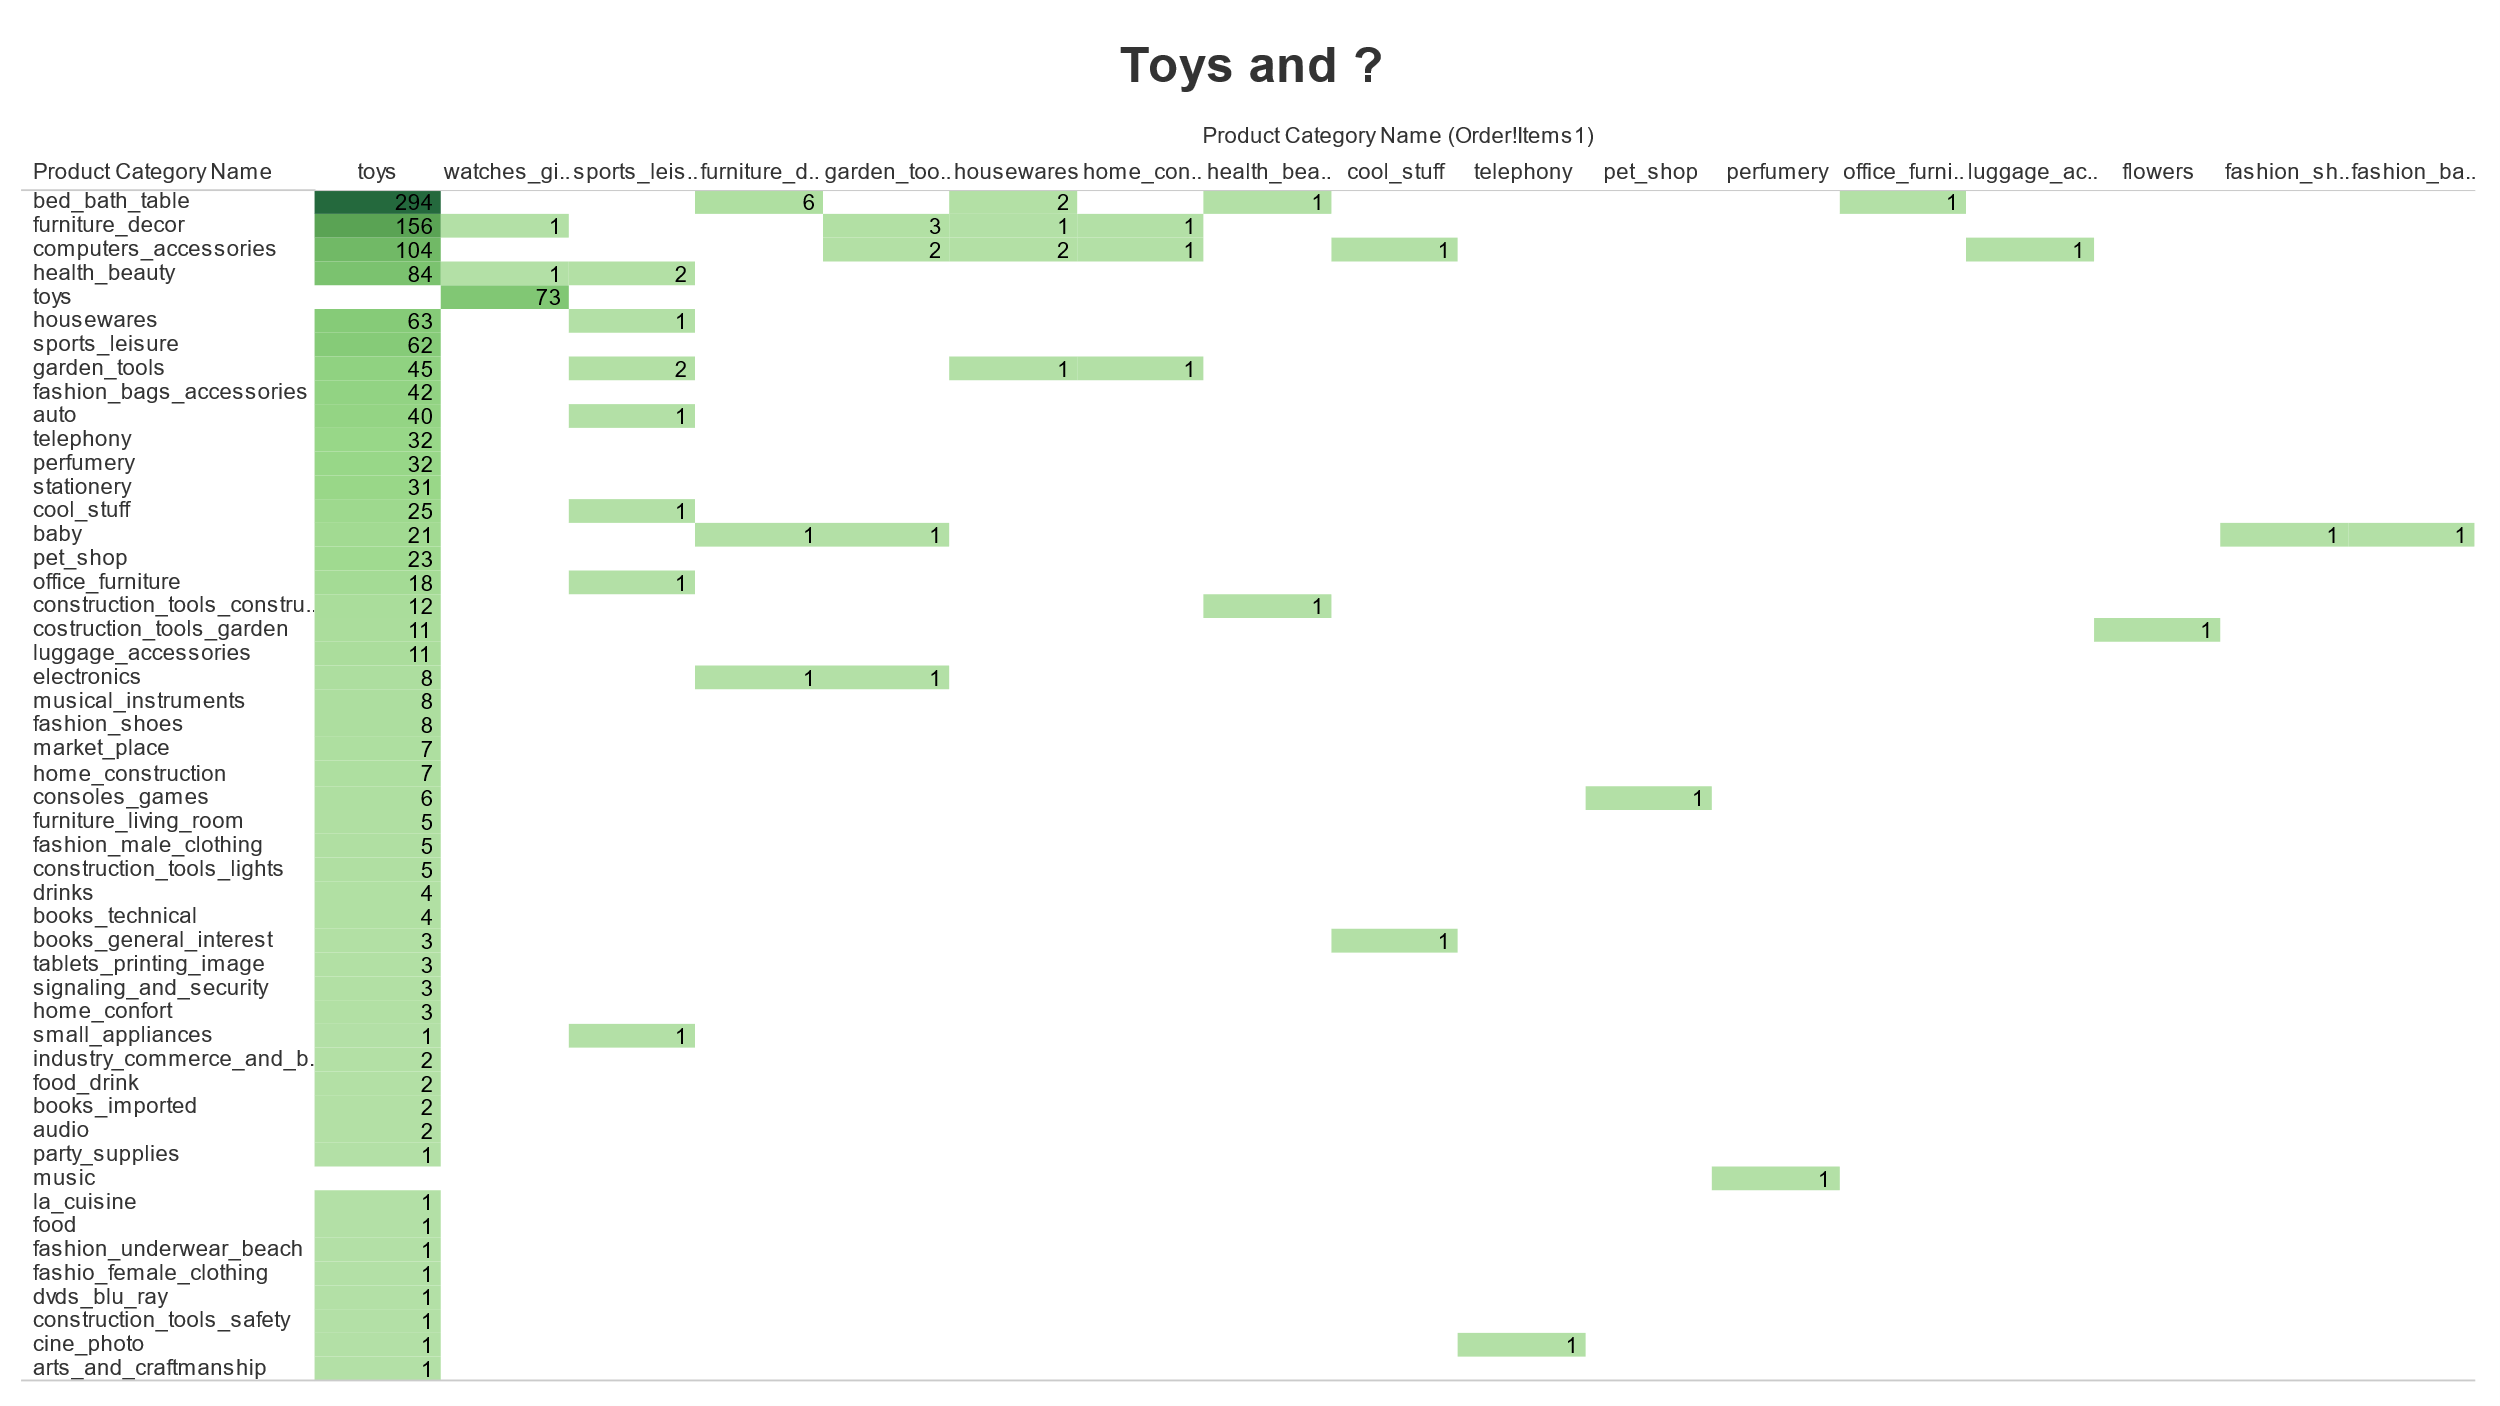 Toys and ?
Product Category Name (Order!Items1)
Product Category Name toys watches_gi.. sports_leis.. furniture_d.. garden_too.. housewares home_con.. health_bea.. cool_stuff telephony pet_shop perfumery office_furni.. luggage_ac.. flowers fashion_sh.. fashion_ba..
bed_bath_table 294 6 2 1 1
furniture_decor 156 1 3 1 1
computers_accessories 104 2 2 1 1 1
health_beauty 84 1 2
toys 73
housewares 63 1
sports_leisure 62
garden_tools 45 2 1 1
fashion_bags_accessories 42
auto 40 1
telephony 32
perfumery 32
stationery 31
cool_stuff 25 1
baby 21 1 1 1 1
pet_shop 23
office_furniture 18 1
construction_tools_constru.. 12 1
costruction_tools_garden 11 1
luggage_accessories 11
electronics 8 1 1
musical_instruments 8
fashion_shoes 8
market_place 7
home_construction 7
consoles_games 6 1
furniture_living_room 5
fashion_male_clothing 5
construction_tools_lights 5
drinks 4
books_technical 4
books_general_interest 3 1
tablets_printing_image 3
signaling_and_security 3
home_confort 3
small_appliances 1 1
industry_commerce_and_b. 2
food_drink 2
books_imported 2
audio 2
party_supplies 1
music 1
la_cuisine 1
food 1
fashion_underwear_beach 1
fashio_female_clothing 1
dvds_blu_ray 1
construction_tools_safety 1
cine_photo 1 1
arts_and_craftmanship 1